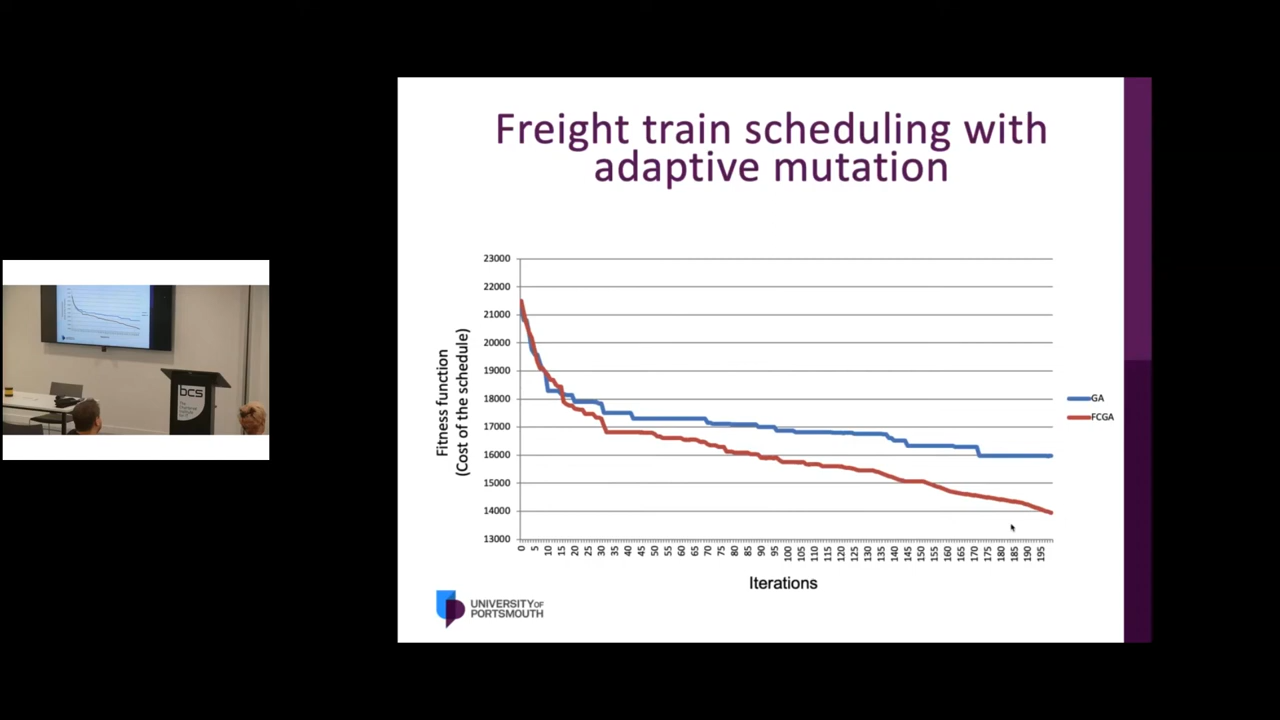 Freight train scheduling with
adaptive mutation
Fitness function
(Cost of the schedule)
23000
22000
21000
20000
19000
18000
17000
16000
15000
14000
13000
0 5 10 15 20 25 30 35 40 45 50 55 60 65 70 75 80 85 90 95 100 105 110 115 120 125 130 135 140 145 150 155 160 165 170 175 180 185 190 195
Iterations
GA
FCGA
UNIVERSITY OF
PORTSMOUTH
bcs